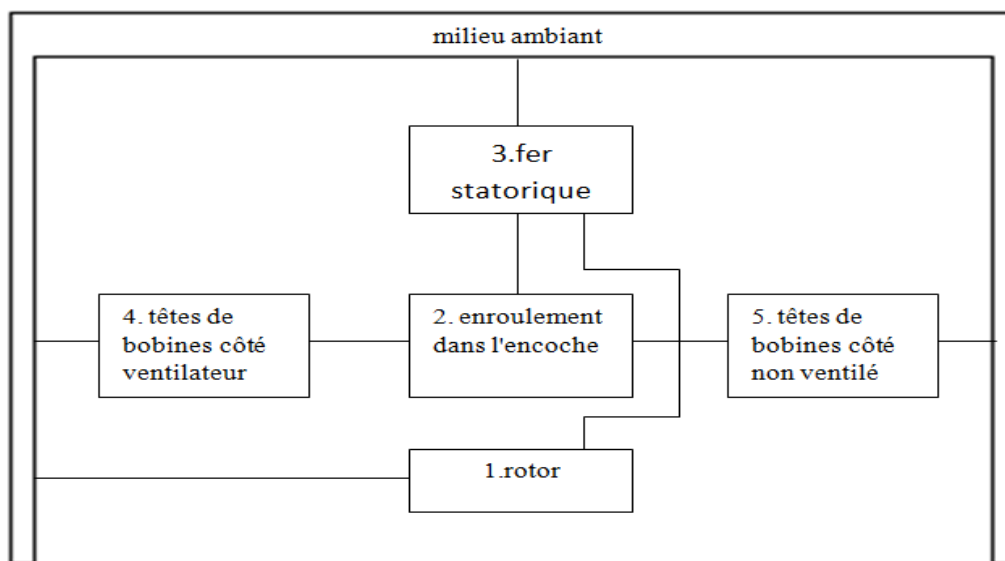 milieu ambiant
3.fer
statorique
4. têtes de
bobines côté
ventilateur
2. enroulement
dans l'encoche
5. têtes de
bobines côté
non ventilé
1.rotor